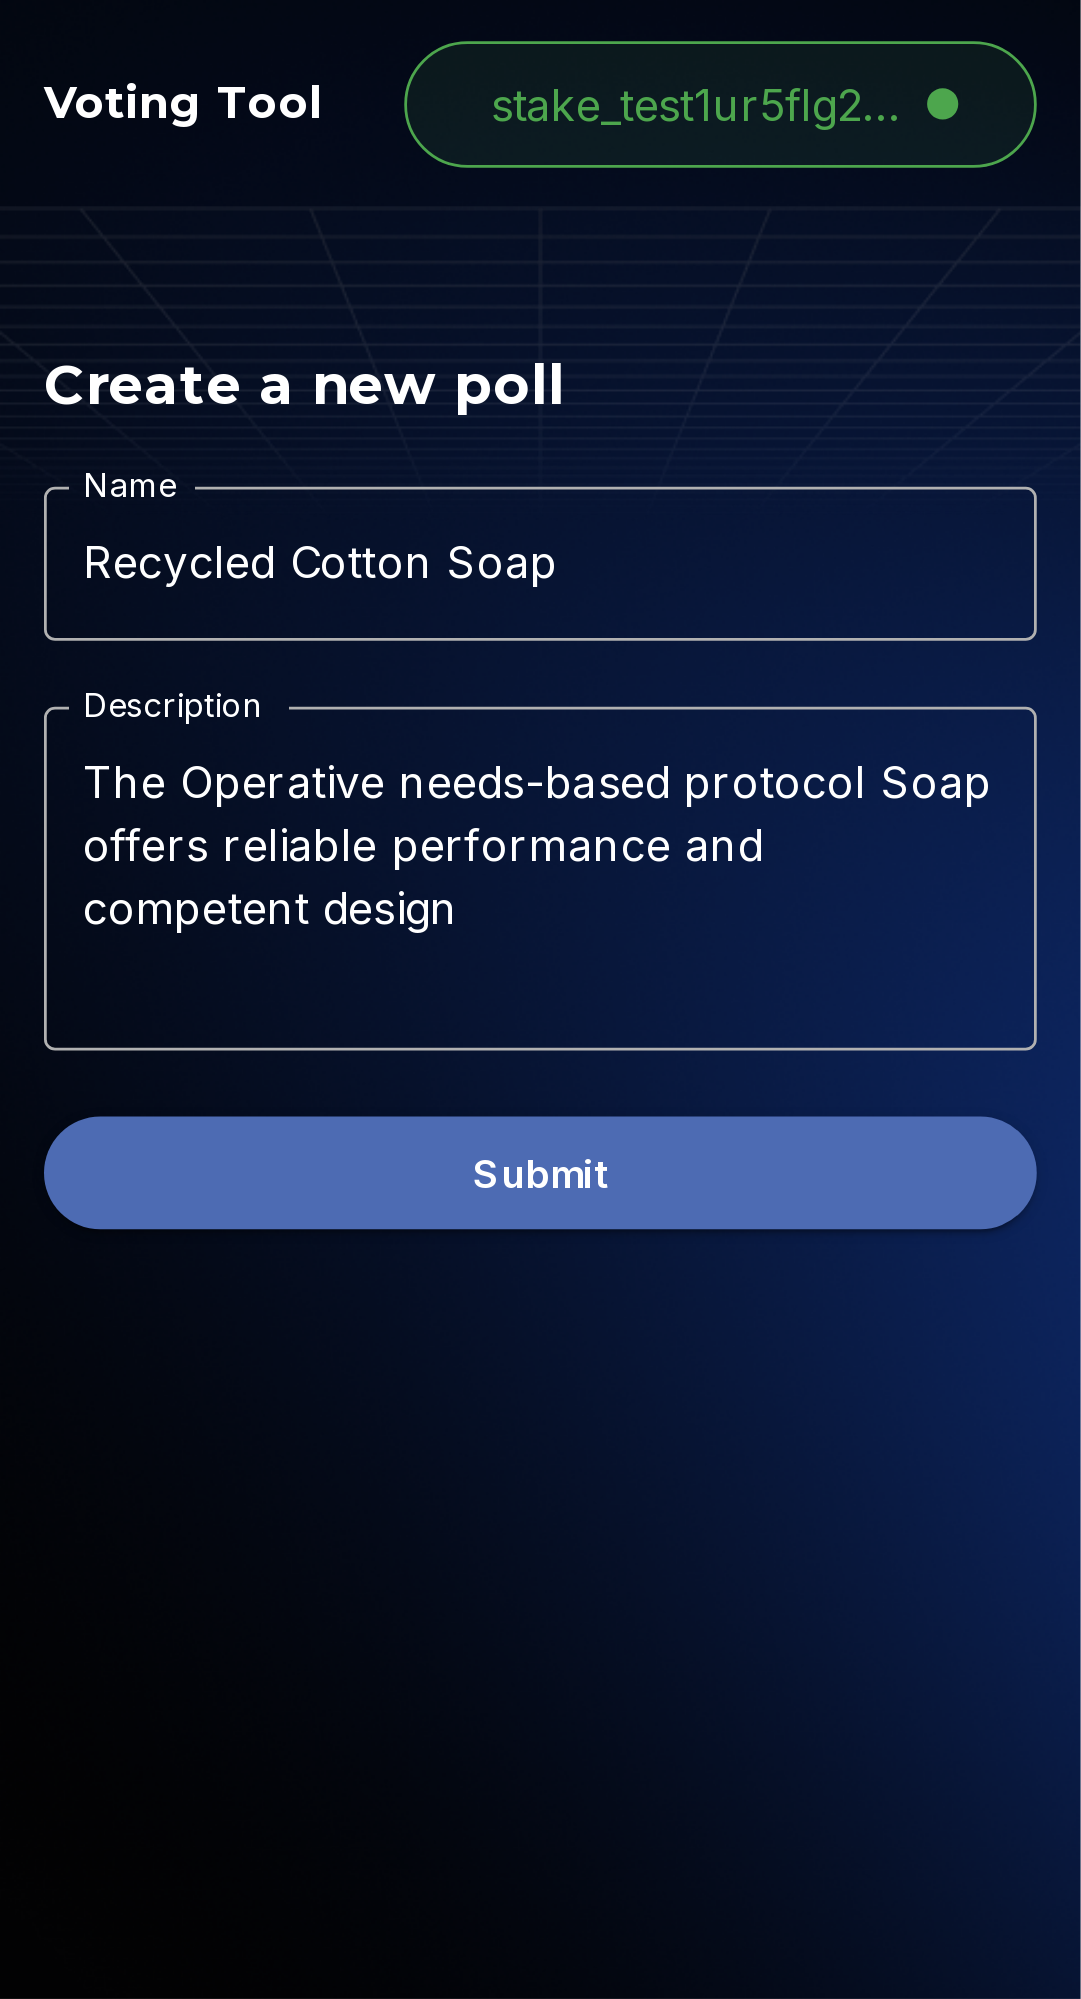 Voting Tool
stake_test1ur5flg2...
Create a new poll
Name
Recycled Cotton Soap
Description
The Operative needs-based protocol Soap
offers reliable performance and
competent design
Submit